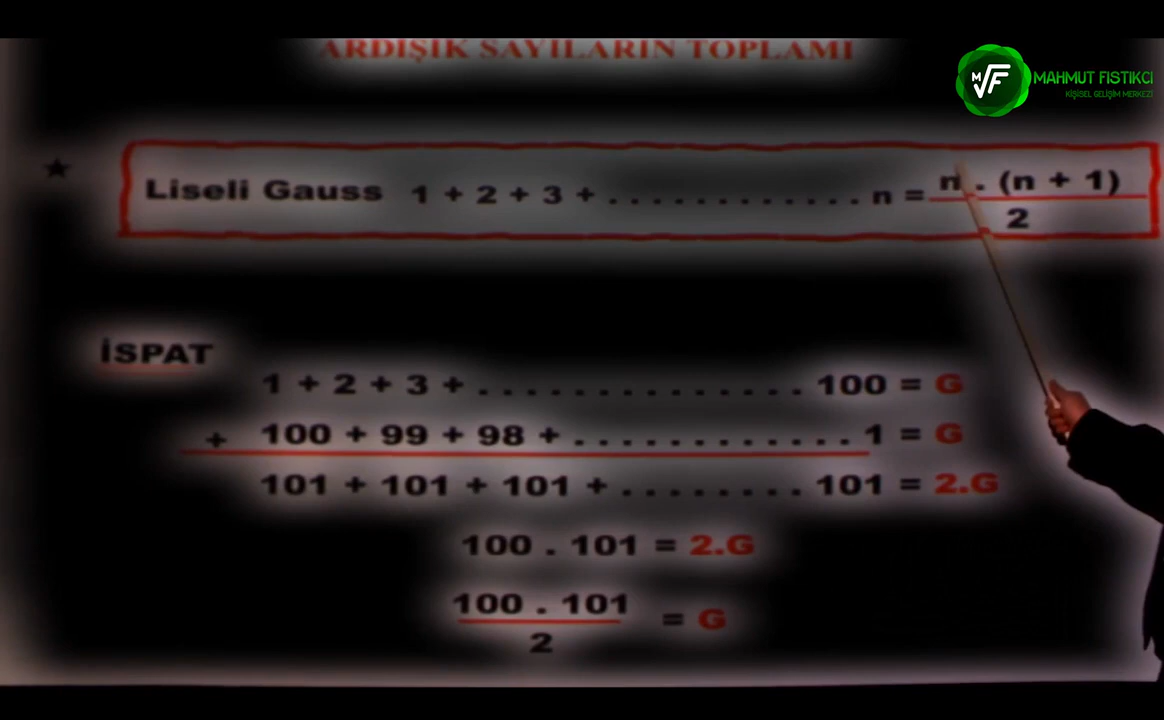 ARDIŞIK SAYILARIN TOPLAMI
MVF
MAHMUT FISTIKCI
KİŞİSEL GELİŞİM MERKEZİ
★ Liseli Gauss 1 + 2 + 3 + . . . . . . . . . . . . . n = n . (n + 1)
2
İSPAT
1 + 2 + 3 + . . . . . . . . . . . . . . 100 = G
+ 100 + 99 + 98 + . . . . . . . . . . . . 1 = G
101 + 101 + 101 + . . . . . . . . 101 = 2.G
100 . 101 = 2.G
100 . 101 = G
2